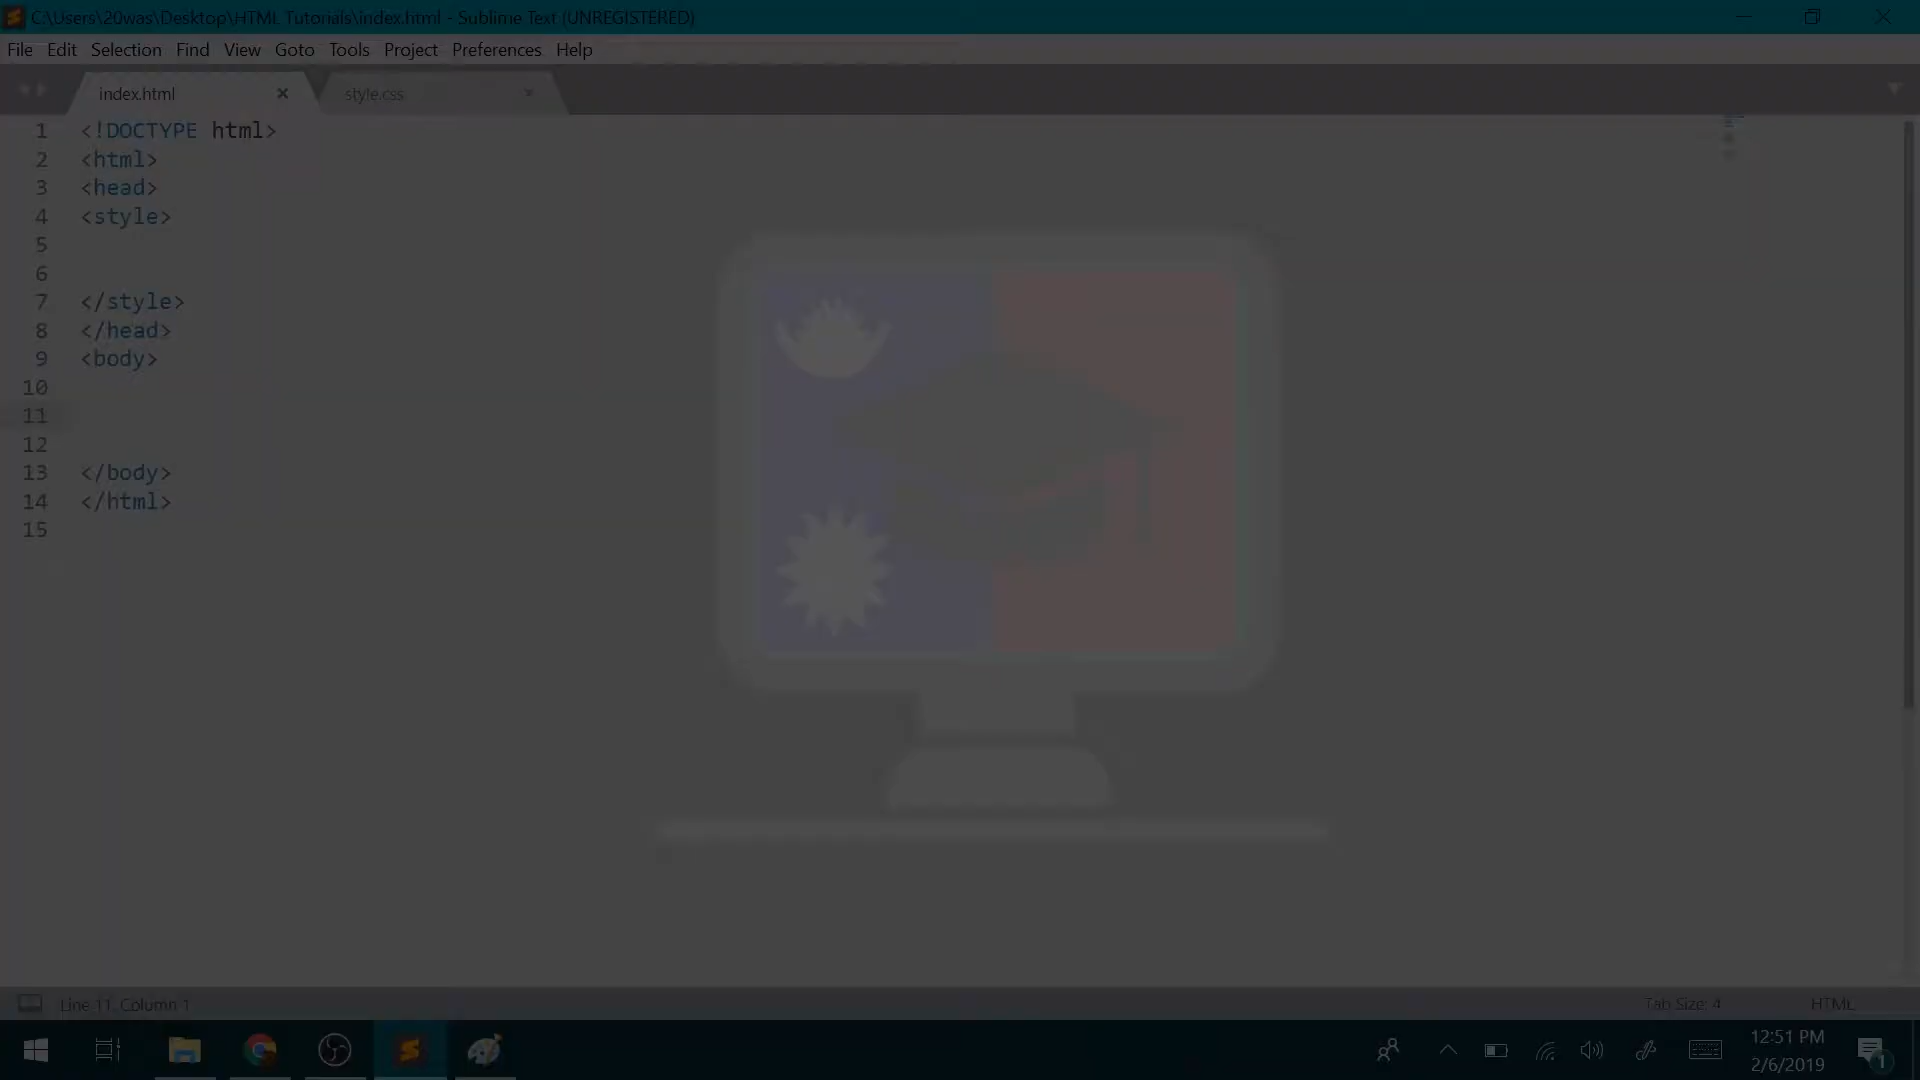 C:\Users\20was\Desktop\HTML Tutorials\index.html - Sublime Text (UNREGISTERED)
File Edit Selection Find View Goto Tools Project Preferences Help
index.html
style.css
1 <!DOCTYPE html>
2 <html>
3 <head>
4 <style>
5
6
7 </style>
8 </head>
9 <body>
10
11
12
13 </body>
14 </html>
15
Line 11, Column 1
Tab Size: 4
HTML
12:51 PM
2/6/2019
1